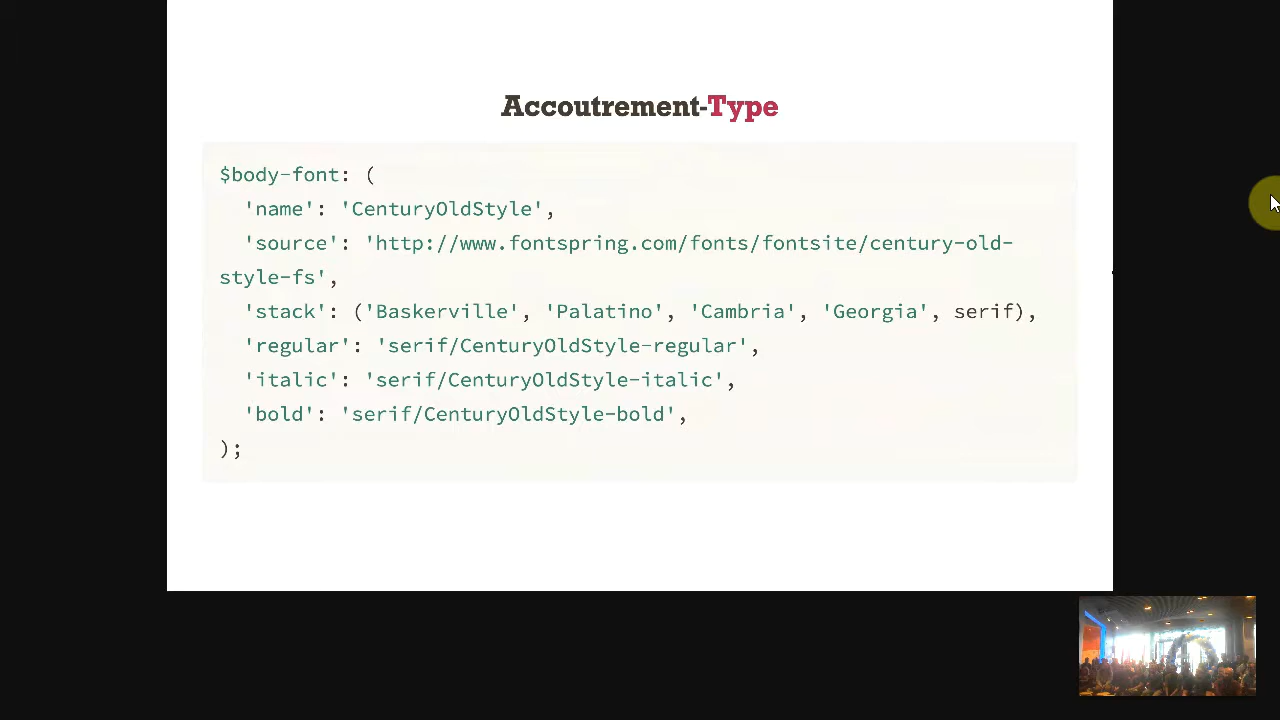 Accoutrement-Type
$body-font: (
'name': 'CenturyOldStyle',
'source': 'http://www.fontspring.com/fonts/fontsite/century-old-
style-fs',
'stack': ('Baskerville', 'Palatino', 'Cambria', 'Georgia', serif),
'regular': 'serif/CenturyOldStyle-regular',
'italic': 'serif/CenturyOldStyle-italic',
'bold': 'serif/CenturyOldStyle-bold',
);